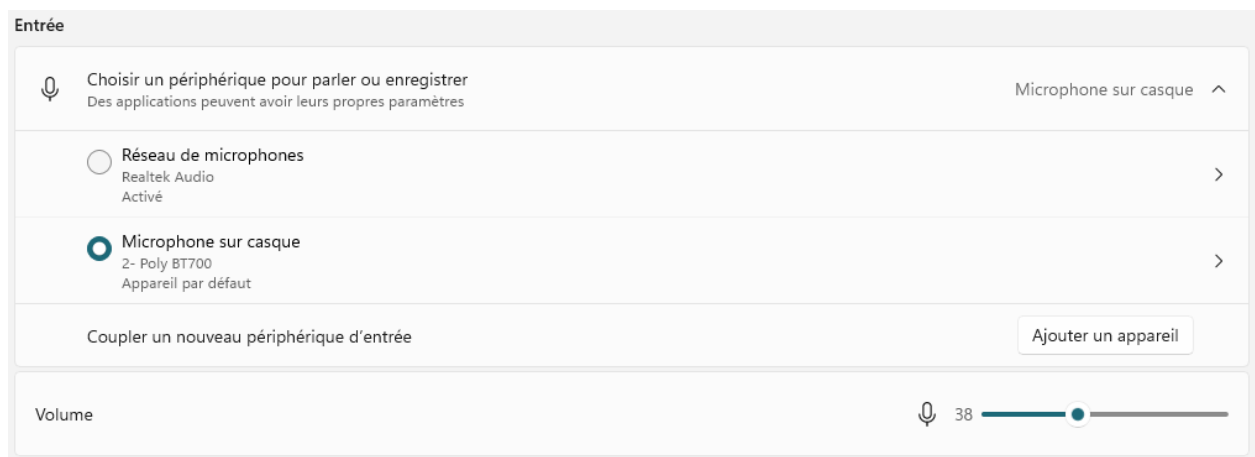 Entrée
Choisir un périphérique pour parler ou enregistrer
Des applications peuvent avoir leurs propres paramètres
Microphone sur casque
Réseau de microphones
Realtek Audio
Activé
Microphone sur casque
2- Poly BT700
Appareil par défaut
Coupler un nouveau périphérique d’entrée
Ajouter un appareil
Volume
38